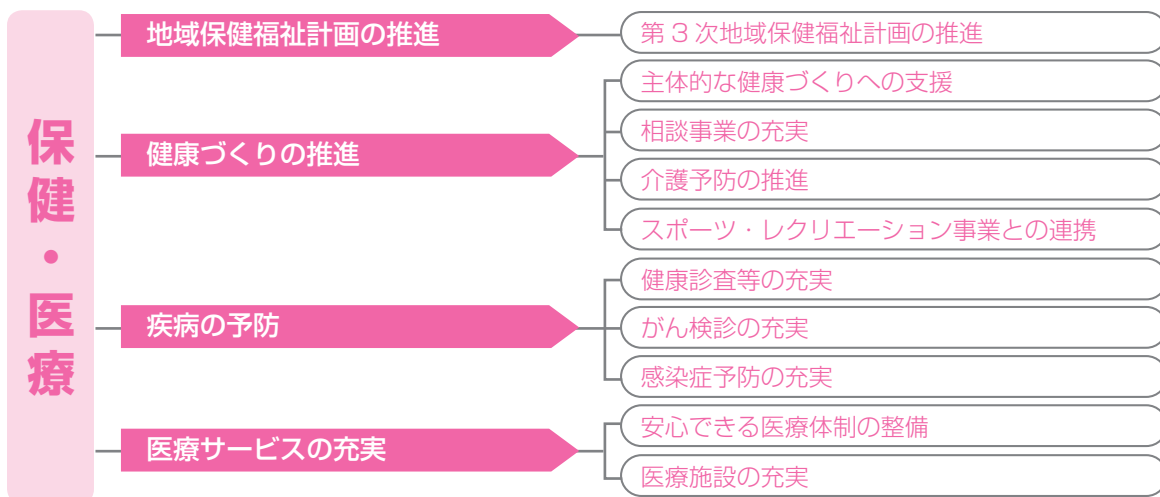 保健・医療
地域保健福祉計画の推進
第3次地域保健福祉計画の推進
健康づくりの推進
主体的な健康づくりへの支援
相談事業の充実
介護予防の推進
スポーツ・レクリエーション事業との連携
疾病の予防
健康診査等の充実
がん検診の充実
感染症予防の充実
医療サービスの充実
安心できる医療体制の整備
医療施設の充実